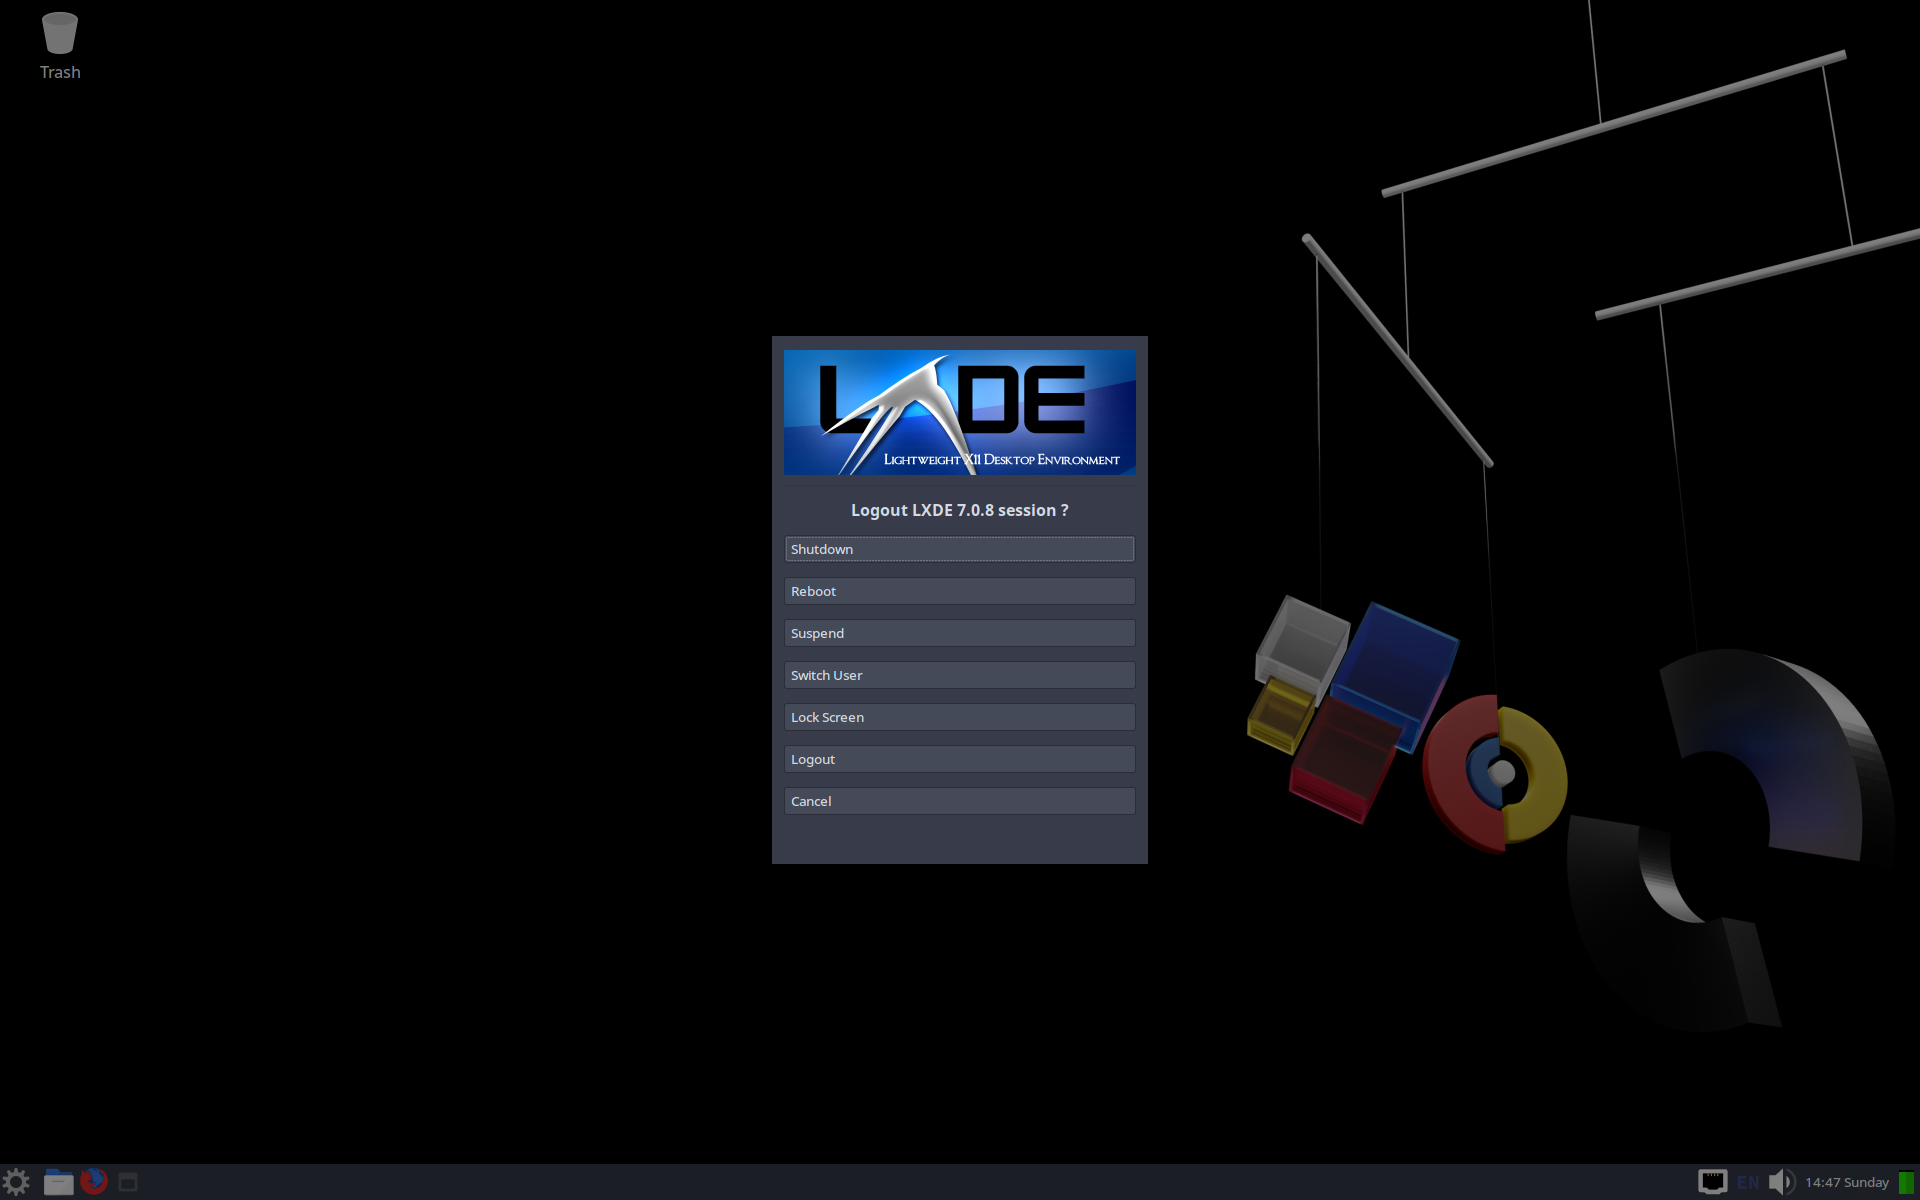 Trash
LXDE
Lightweight X11 Desktop Environment
Logout LXDE 7.0.8 session ?
Shutdown
Reboot
Suspend
Switch User
Lock Screen
Logout
Cancel
EN
14:47 Sunday